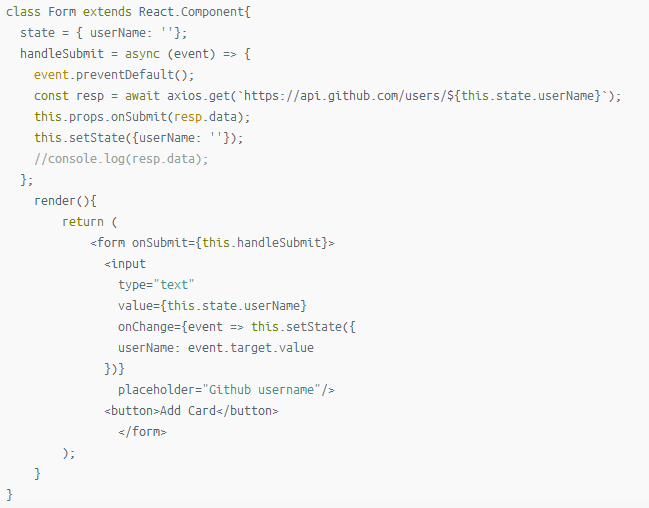 class Form extends React.Component{
  state = { userName: ''};
  handleSubmit = async (event) => {
    event.preventDefault();
    const resp = await axios.get(`https://api.github.com/users/${this.state.userName}`);
    this.props.onSubmit(resp.data);
    this.setState({userName: ''});
    //console.log(resp.data);
  };
    render(){
        return (
            <form onSubmit={this.handleSubmit}>
              <input
                type="text"
                value={this.state.userName}
                onChange={event => this.setState({
                userName: event.target.value
              })}
                placeholder="Github username"/>
              <button>Add Card</button>
                </form>
        );
    }
}